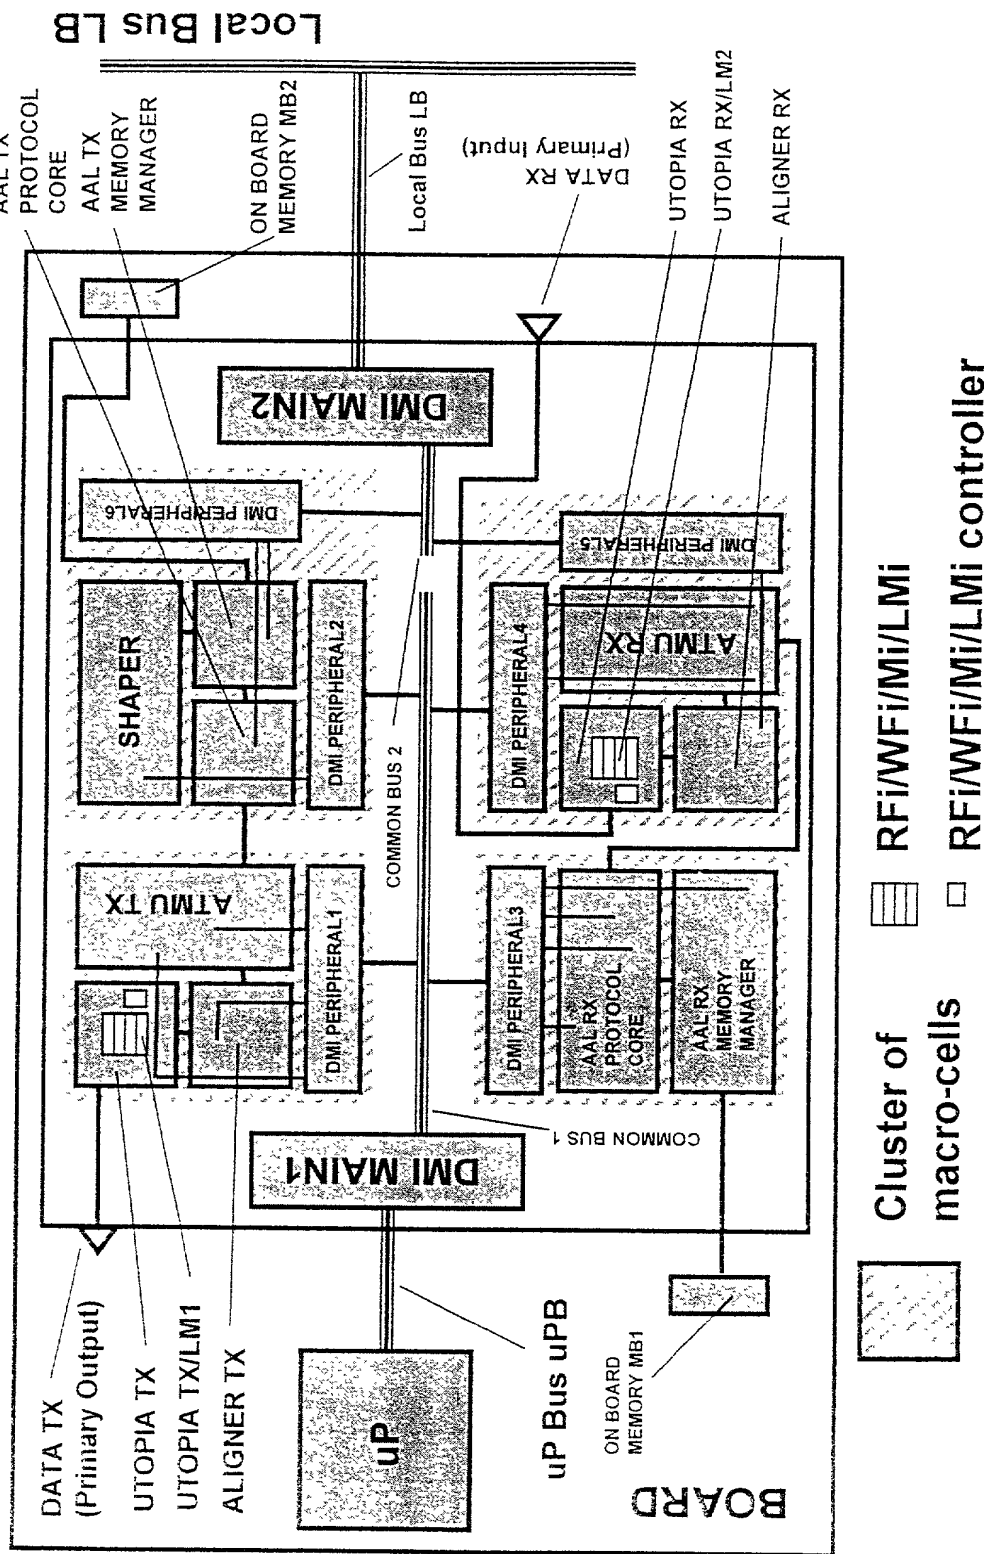 Local Bus LB
AAL TX
PROTOCOL
CORE
AAL TX
MEMORY
MANAGER
ON BOARD
MEMORY MB2
Local Bus LB
DATA RX
(Primary Input)
UTOPIA RX
UTOPIA RX/LM2
ALIGNER RX
DMI MAIN2
DMI PERIPHERAL6
SHAPER
DMI PERIPHERAL2
COMMON BUS 2
DMI PERIPHERAL4
DMI PERIPHERAL5
ATMU RX
ATMU TX
DMI PERIPHERAL1
DMI PERIPHERAL3
AAL RX
PROTOCOL
CORE
AAL RX
MEMORY
MANAGER
COMMON BUS 1
DMI MAIN1
DATA TX
(Primary Output)
UTOPIA TX
UTOPIA TX/LM1
ALIGNER TX
uP
uP Bus uPB
ON BOARD
MEMORY MB1
BOARD
Cluster of
macro-cells
RFi/WFi/Mi/LMi
RFi/WFi/Mi/LMi controller